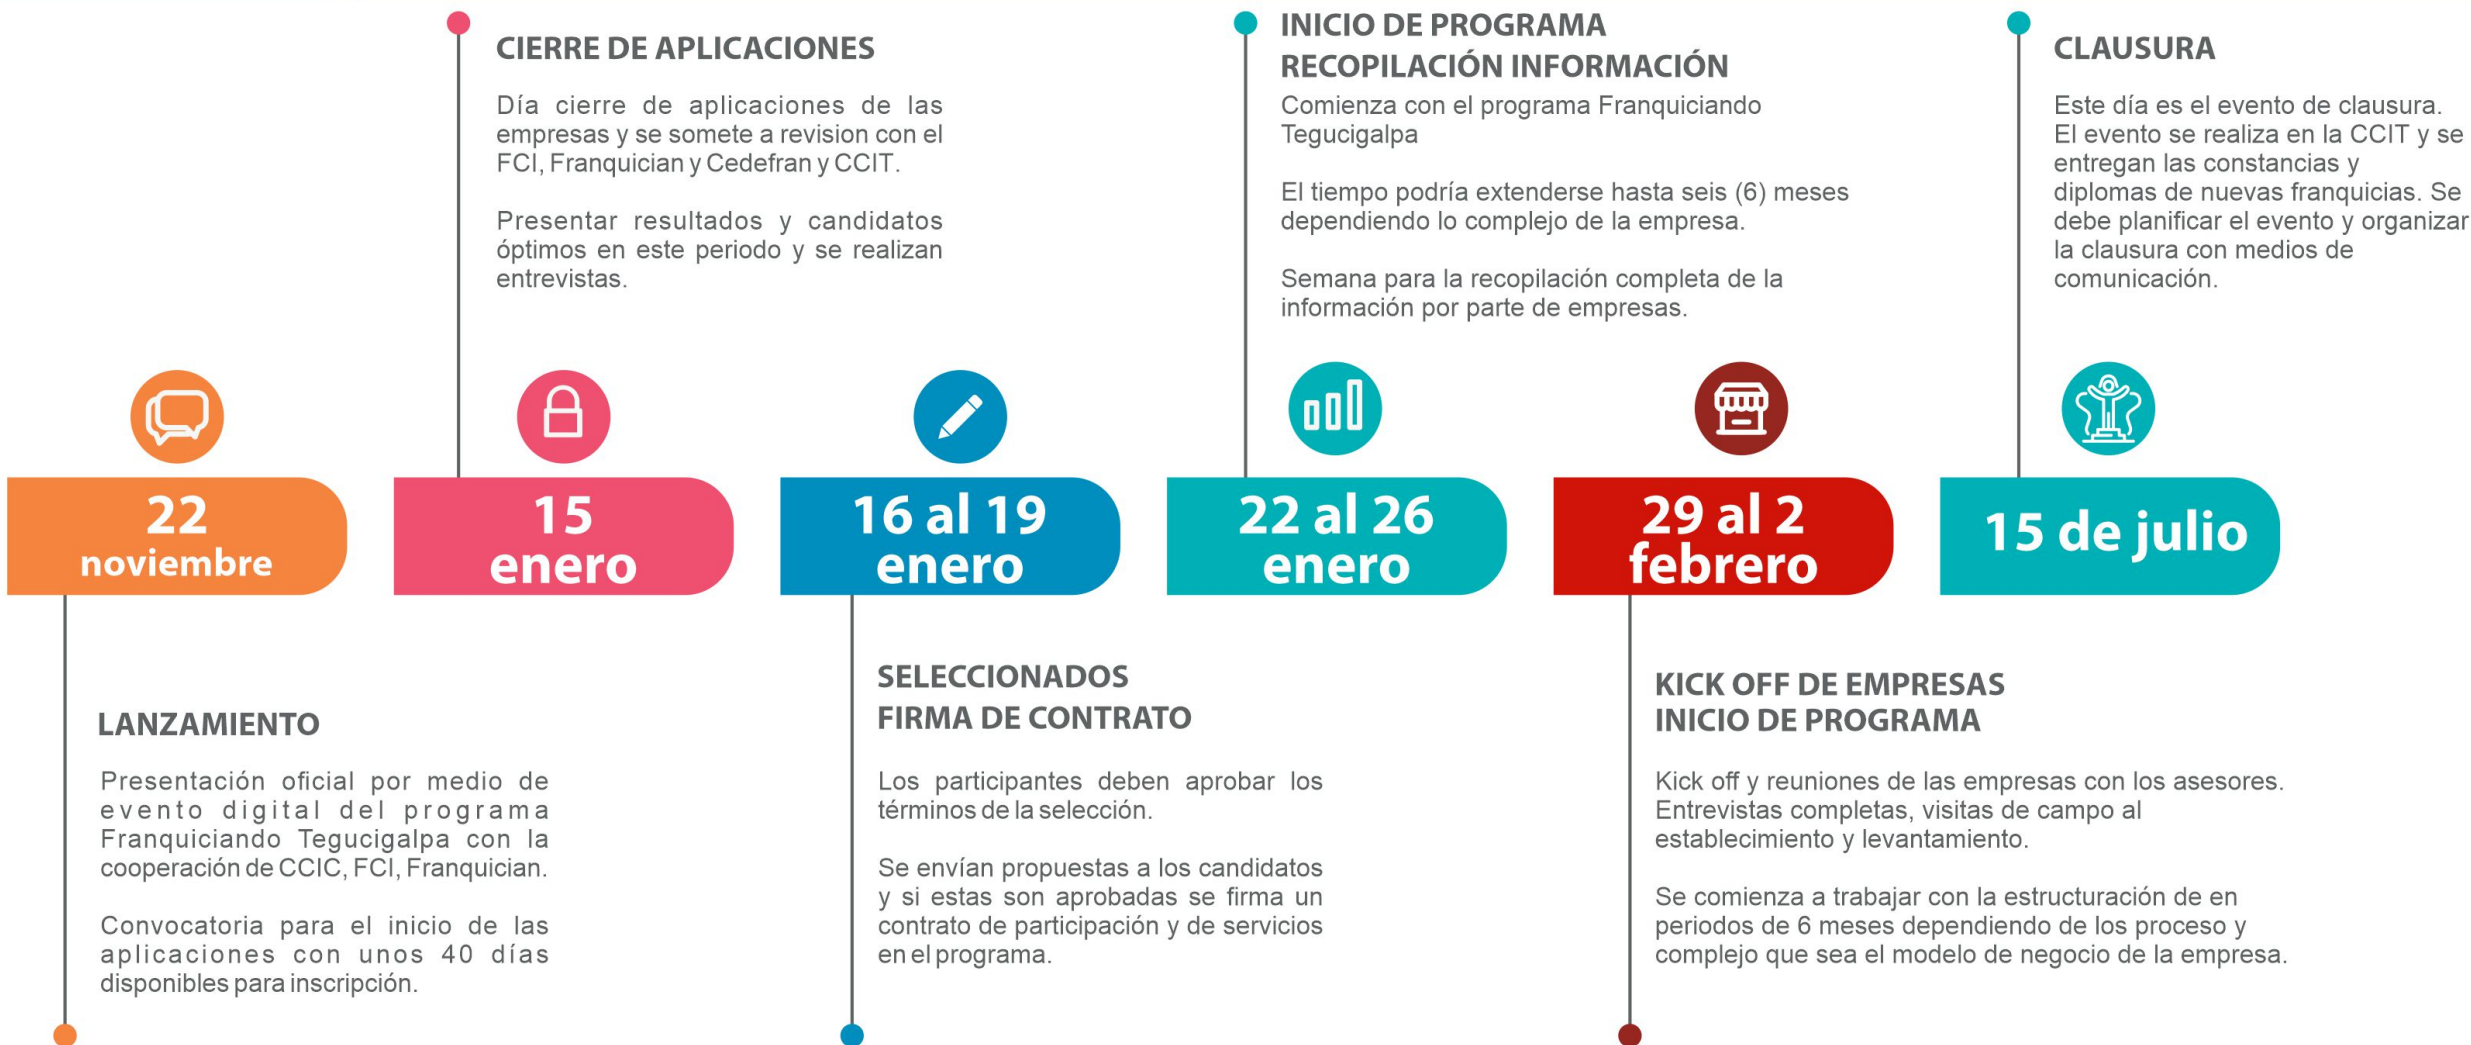 CIERRE DE APLICACIONES
Día cierre de aplicaciones de las
empresas y se somete a revision con el
FCI, Franquician y Cedefran y CCIT.
Presentar resultados y candidatos
óptimos en este periodo y se realizan
entrevistas.
INICIO DE PROGRAMA
RECOPILACIÓN INFORMACIÓN
Comienza con el programa Franquiciando
Tegucigalpa
El tiempo podría extenderse hasta seis (6) meses
dependiendo lo complejo de la empresa.
Semana para la recopilación completa de la
información por parte de empresas.
CLAUSURA
Este día es el evento de clausura.
El evento se realiza en la CCIT y se
entregan las constancias y
diplomas de nuevas franquicias. Se
debe planificar el evento y organizar
la clausura con medios de
comunicación.
22
noviembre
15
enero
16 al 19
enero
22 al 26
enero
29 al 2
febrero
15 de julio
LANZAMIENTO
Presentación oficial por medio de
evento digital del programa
Franquiciando Tegucigalpa con la
cooperación de CCIC, FCI, Franquician.
Convocatoria para el inicio de las
aplicaciones con unos 40 días
disponibles para inscripción.
SELECCIONADOS
FIRMA DE CONTRATO
Los participantes deben aprobar los
términos de la selección.
Se envían propuestas a los candidatos
y si estas son aprobadas se firma un
contrato de participación y de servicios
en el programa.
KICK OFF DE EMPRESAS
INICIO DE PROGRAMA
Kick off y reuniones de las empresas con los asesores.
Entrevistas completas, visitas de campo al
establecimiento y levantamiento.
Se comienza a trabajar con la estructuración de en
periodos de 6 meses dependiendo de los proceso y
complejo que sea el modelo de negocio de la empresa.